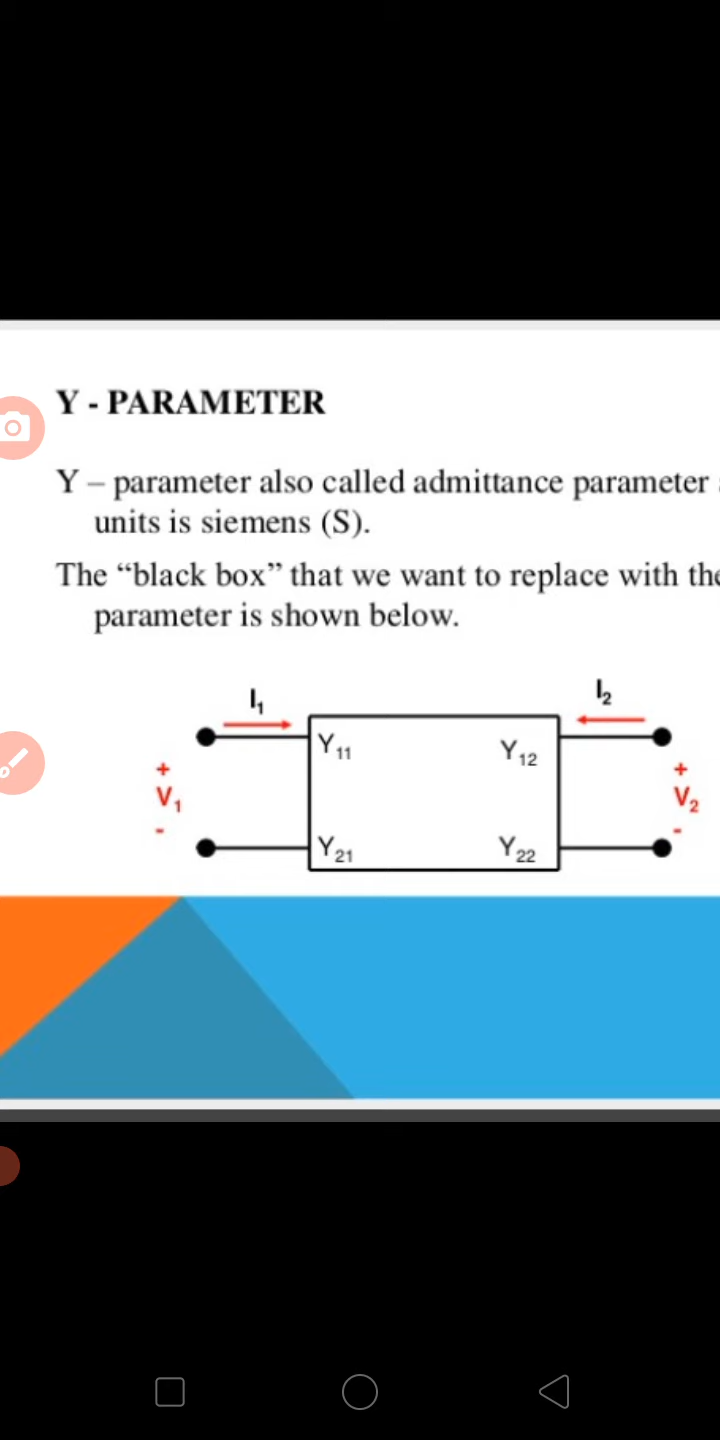 Y - PARAMETER
Y – parameter also called admittance parameter
units is siemens (S).
The “black box” that we want to replace with the
parameter is shown below.
I1
I2
Y11
Y12
+
V1
-
+
V2
-
Y21
Y22